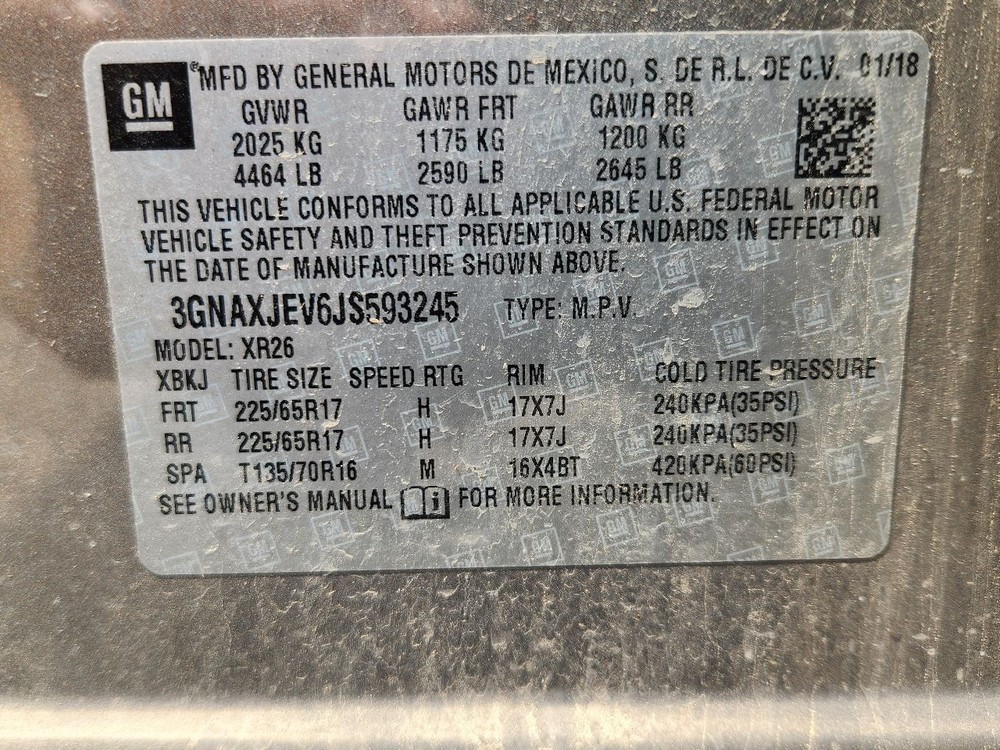 GM
®MFD BY GENERAL MOTORS DE MEXICO, S. DE R.L. DE C.V. 01/18
GVWR GAWR FRT GAWR RR
2025 KG 1175 KG 1200 KG
4464 LB 2590 LB 2645 LB
THIS VEHICLE CONFORMS TO ALL APPLICABLE U.S. FEDERAL MOTOR
VEHICLE SAFETY AND THEFT PREVENTION STANDARDS IN EFFECT ON
THE DATE OF MANUFACTURE SHOWN ABOVE.
3GNAXJEV6JS593245 TYPE: M.P.V.
MODEL: XR26
XBKJ TIRE SIZE SPEED RTG RIM COLD TIRE PRESSURE
FRT 225/65R17 H 17X7J 240KPA(35PSI)
RR 225/65R17 H 17X7J 240KPA(35PSI)
SPA T135/70R16 M 16X4BT 420KPA(60PSI)
SEE OWNER'S MANUAL i FOR MORE INFORMATION.